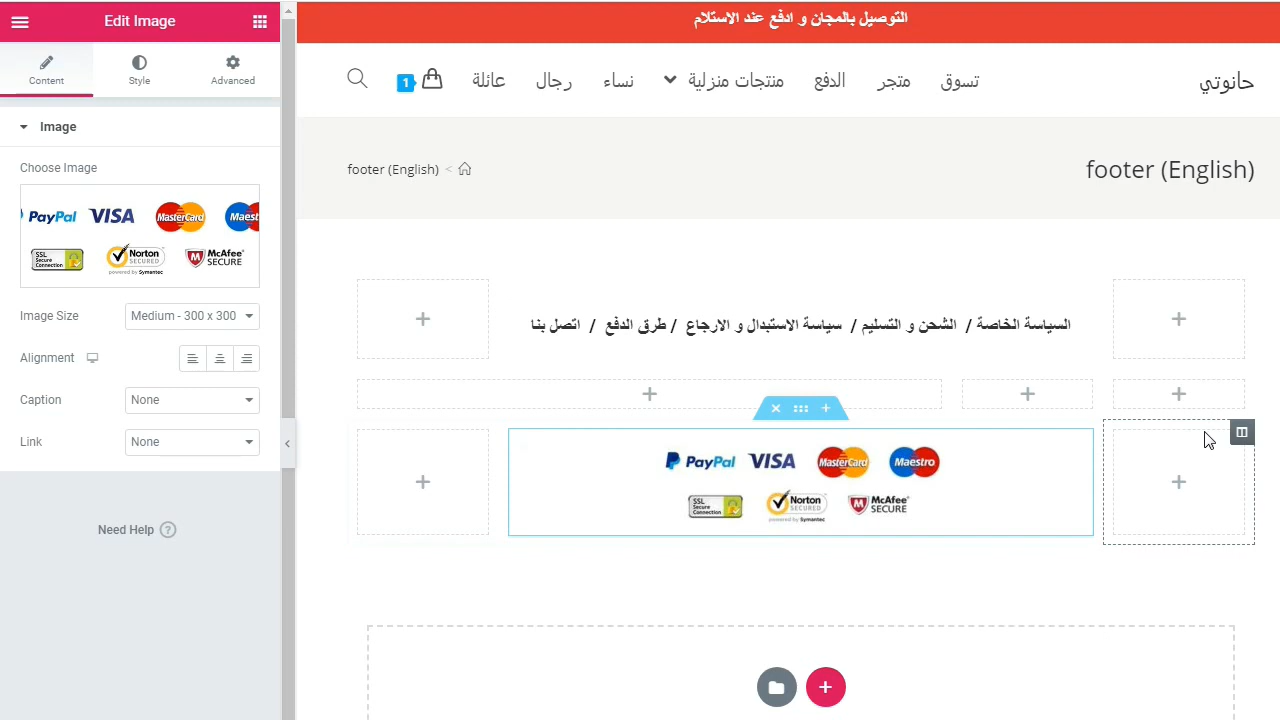 Edit Image
Content
Style
Advanced
Image
Choose Image
PayPal VISA MasterCard Maest
SSL Secure Connection Norton SECURED powered by Symantec McAfee SECURE
Image Size
Medium - 300 x 300
Alignment
Caption
None
Link
None
Need Help ?
التوصيل بالمجان و ادفع عند الاستلام
حانوتي
تسوق
متجر
الدفع
منتجات منزلية
نساء
رجال
عائلة
1
footer (English)
footer (English) <
السياسة الخاصة / الشحن و التسليم / سياسة الاستبدال و الارجاع / طرق الدفع / اتصل بنا
PayPal VISA MasterCard Maestro
SSL Secure Connection Norton SECURED powered by Symantec McAfee SECURE